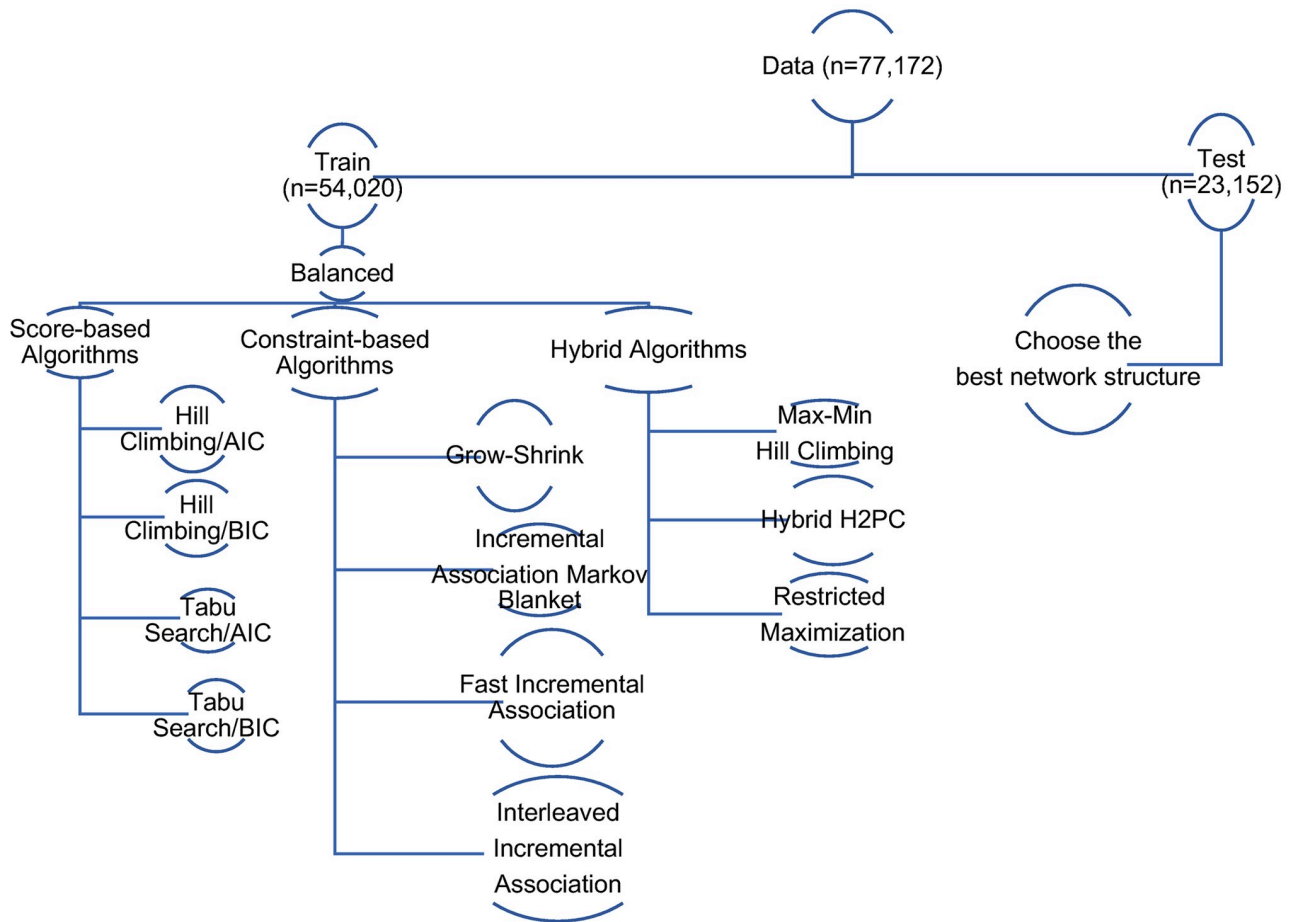 Data (n=77,172)
Train
(n=54,020)
Test
(n=23,152)
Balanced
Score-based
Algorithms
Constraint-based
Algorithms
Hybrid Algorithms
Choose the
best network structure
Hill
Climbing/AIC
Hill
Climbing/BIC
Tabu
Search/AIC
Tabu
Search/BIC
Grow-Shrink
Incremental
Association Markov
Blanket
Fast Incremental
Association
Interleaved
Incremental
Association
Max-Min
Hill Climbing
Hybrid H2PC
Restricted
Maximization